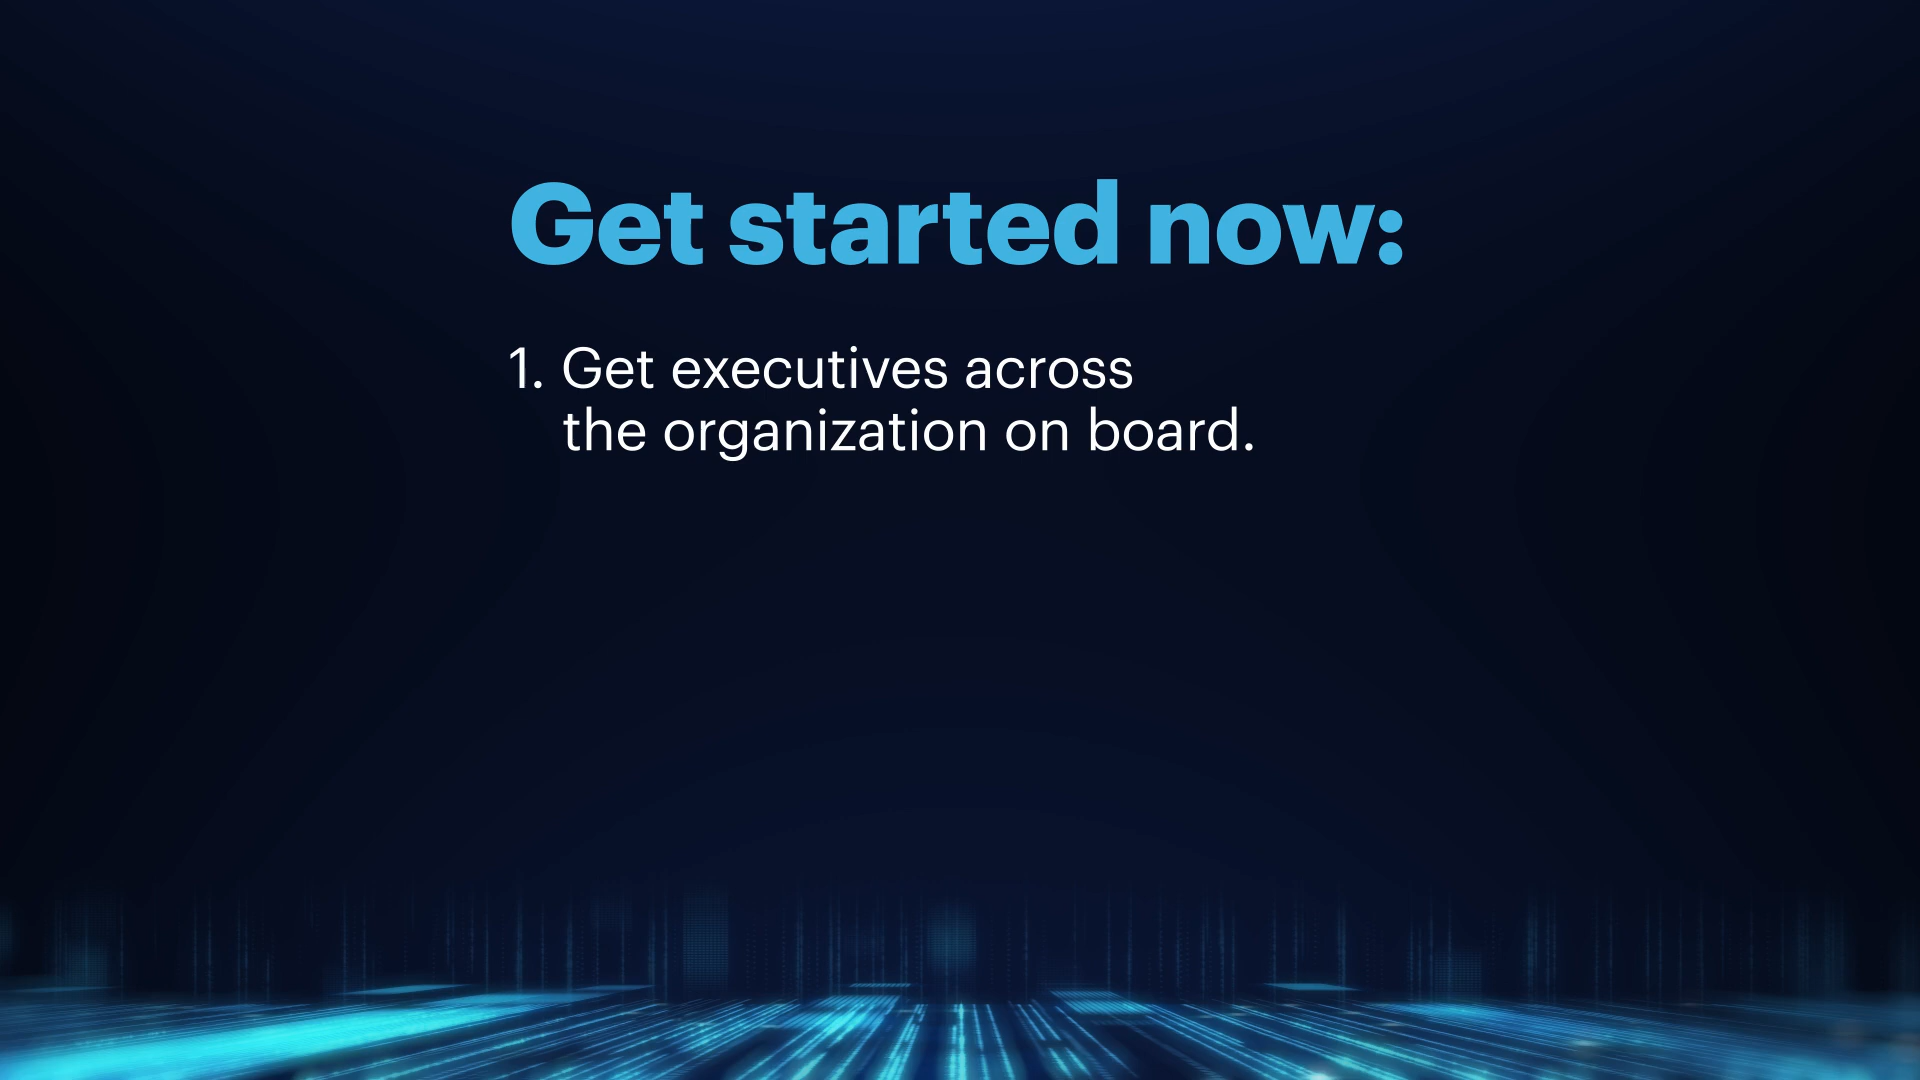 Get started now:
1. Get executives across
the organization on board.